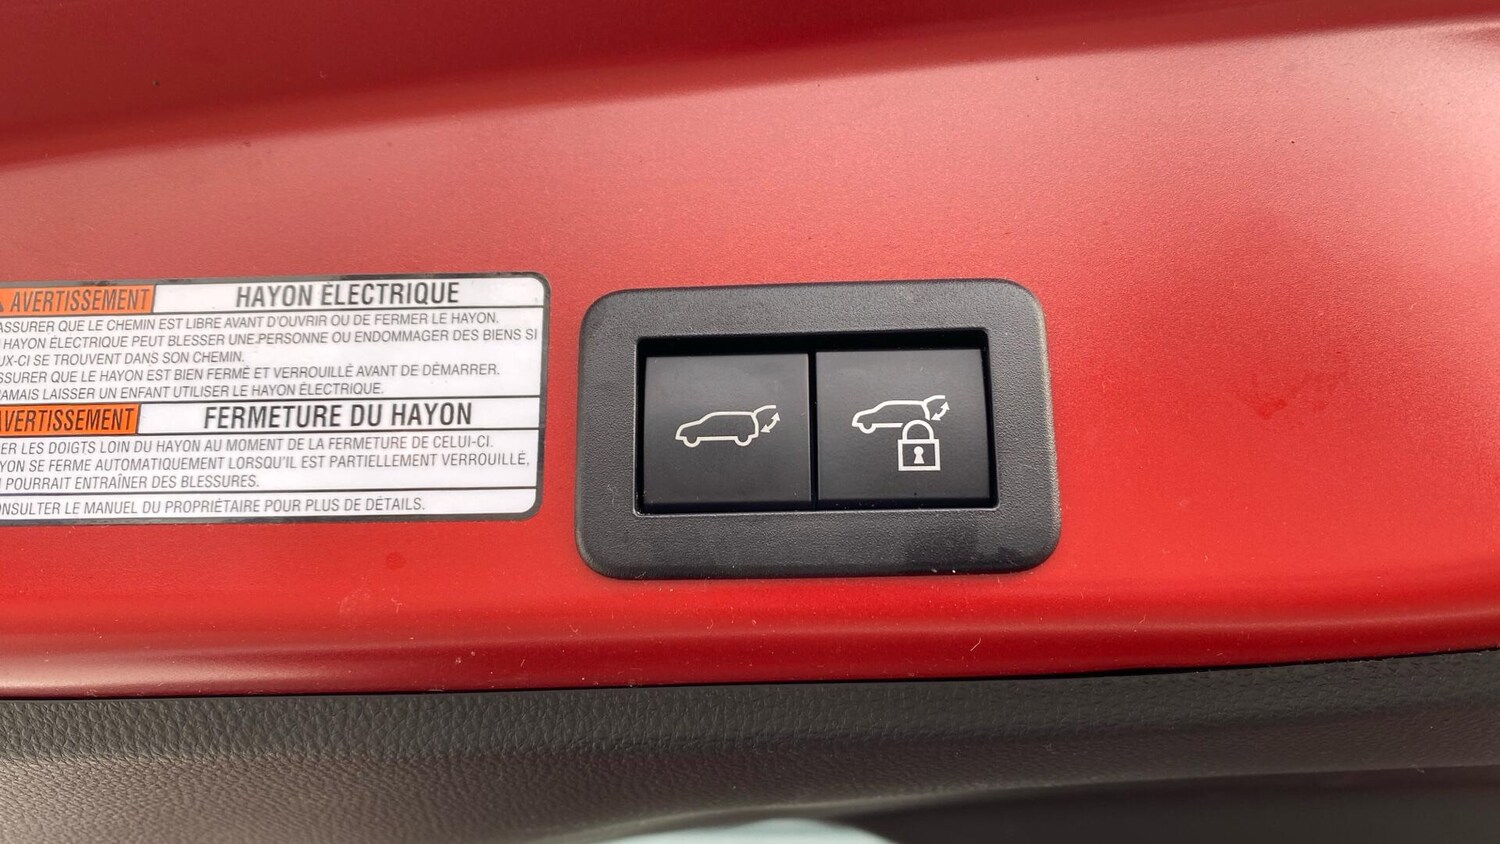 AVERTISSEMENT HAYON ÉLECTRIQUE
ASSURER QUE LE CHEMIN EST LIBRE AVANT D'OUVRIR OU DE FERMER LE HAYON.
HAYON ÉLECTRIQUE PEUT BLESSER UNE PERSONNE OU ENDOMMAGER DES BIENS SI
UX-CI SE TROUVENT DANS SON CHEMIN.
SSURER QUE LE HAYON EST BIEN FERMÉ ET VERROUILLÉ AVANT DE DÉMARRER.
JAMAIS LAISSER UN ENFANT UTILISER LE HAYON ÉLECTRIQUE.
AVERTISSEMENT FERMETURE DU HAYON
ER LES DOIGTS LOIN DU HAYON AU MOMENT DE LA FERMETURE DE CELUI-CI.
YON SE FERME AUTOMATIQUEMENT LORSQU'IL EST PARTIELLEMENT VERROUILLÉ,
POURRAIT ENTRAÎNER DES BLESSURES.
ONSULTER LE MANUEL DU PROPRIÉTAIRE POUR PLUS DE DÉTAILS.